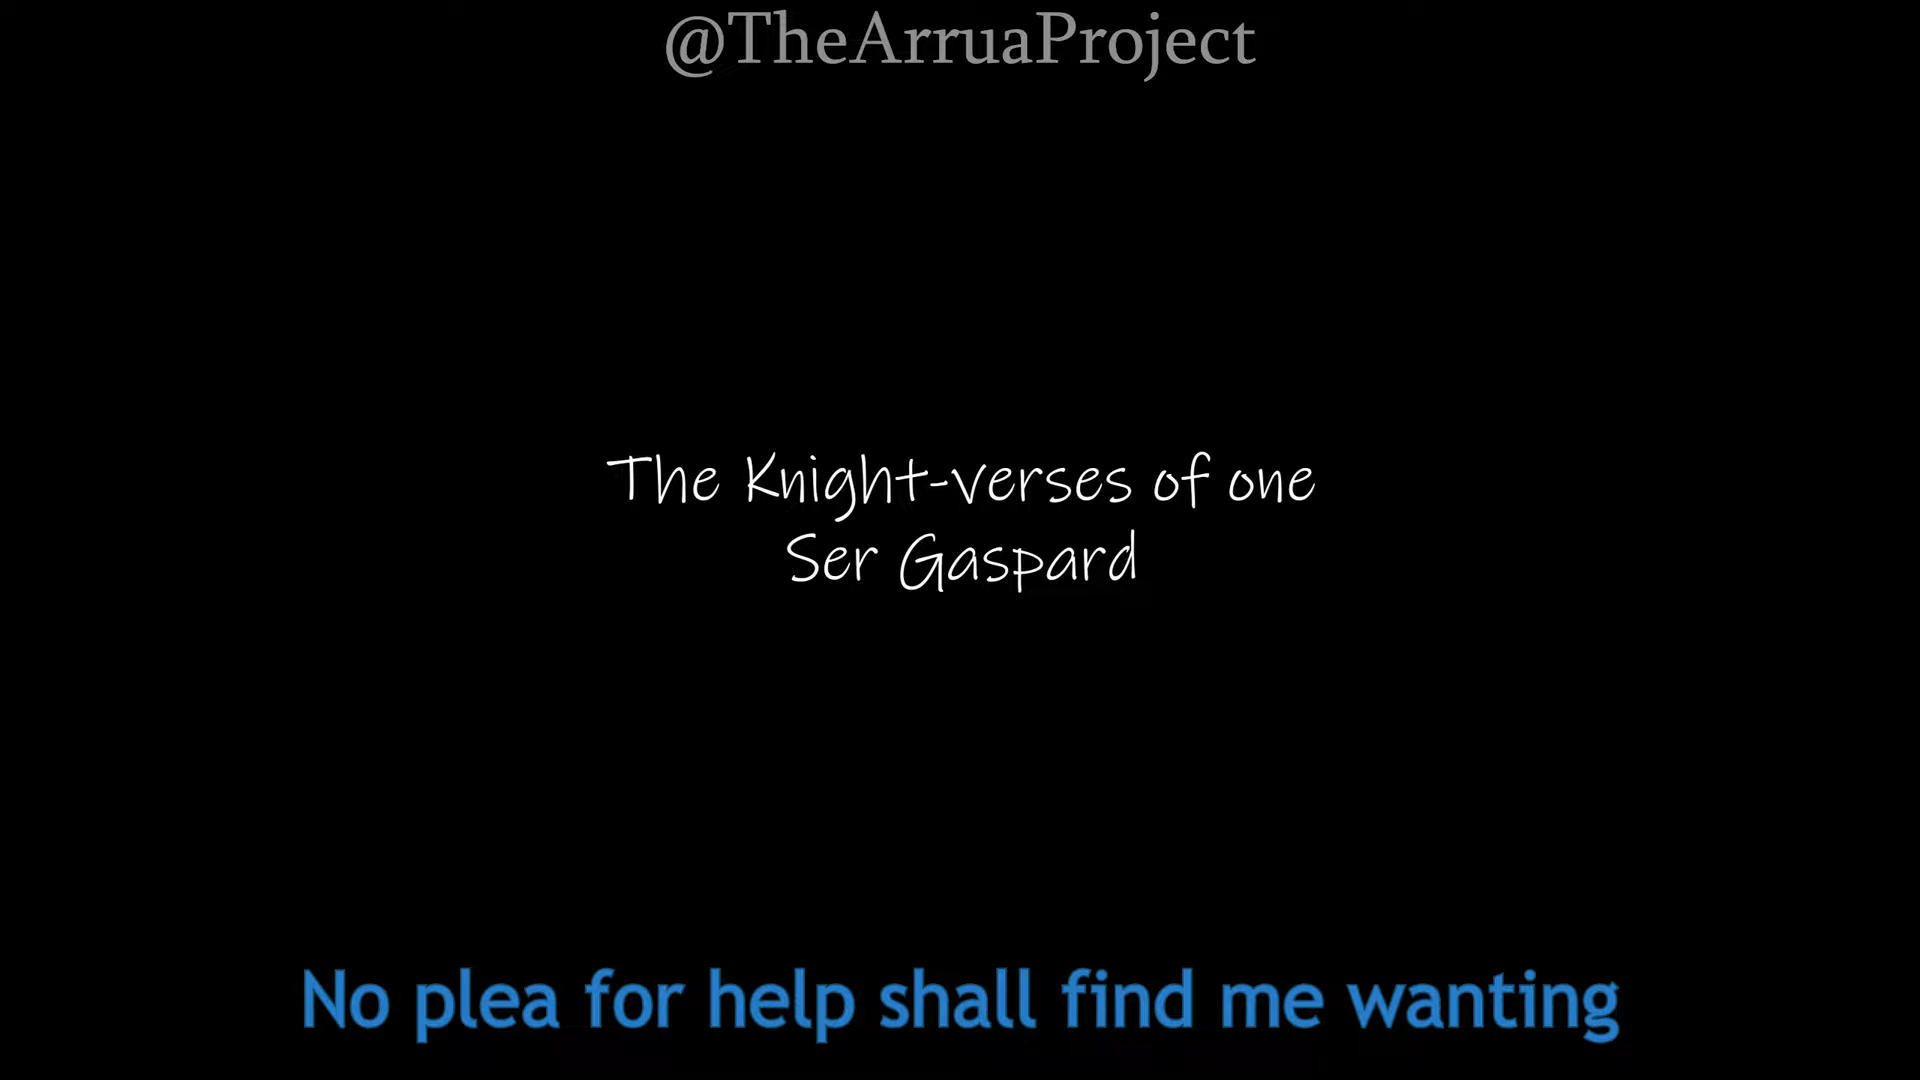 @TheArruaProject
The Knight-verses of one
Ser Gaspard
No plea for help shall find me wanting